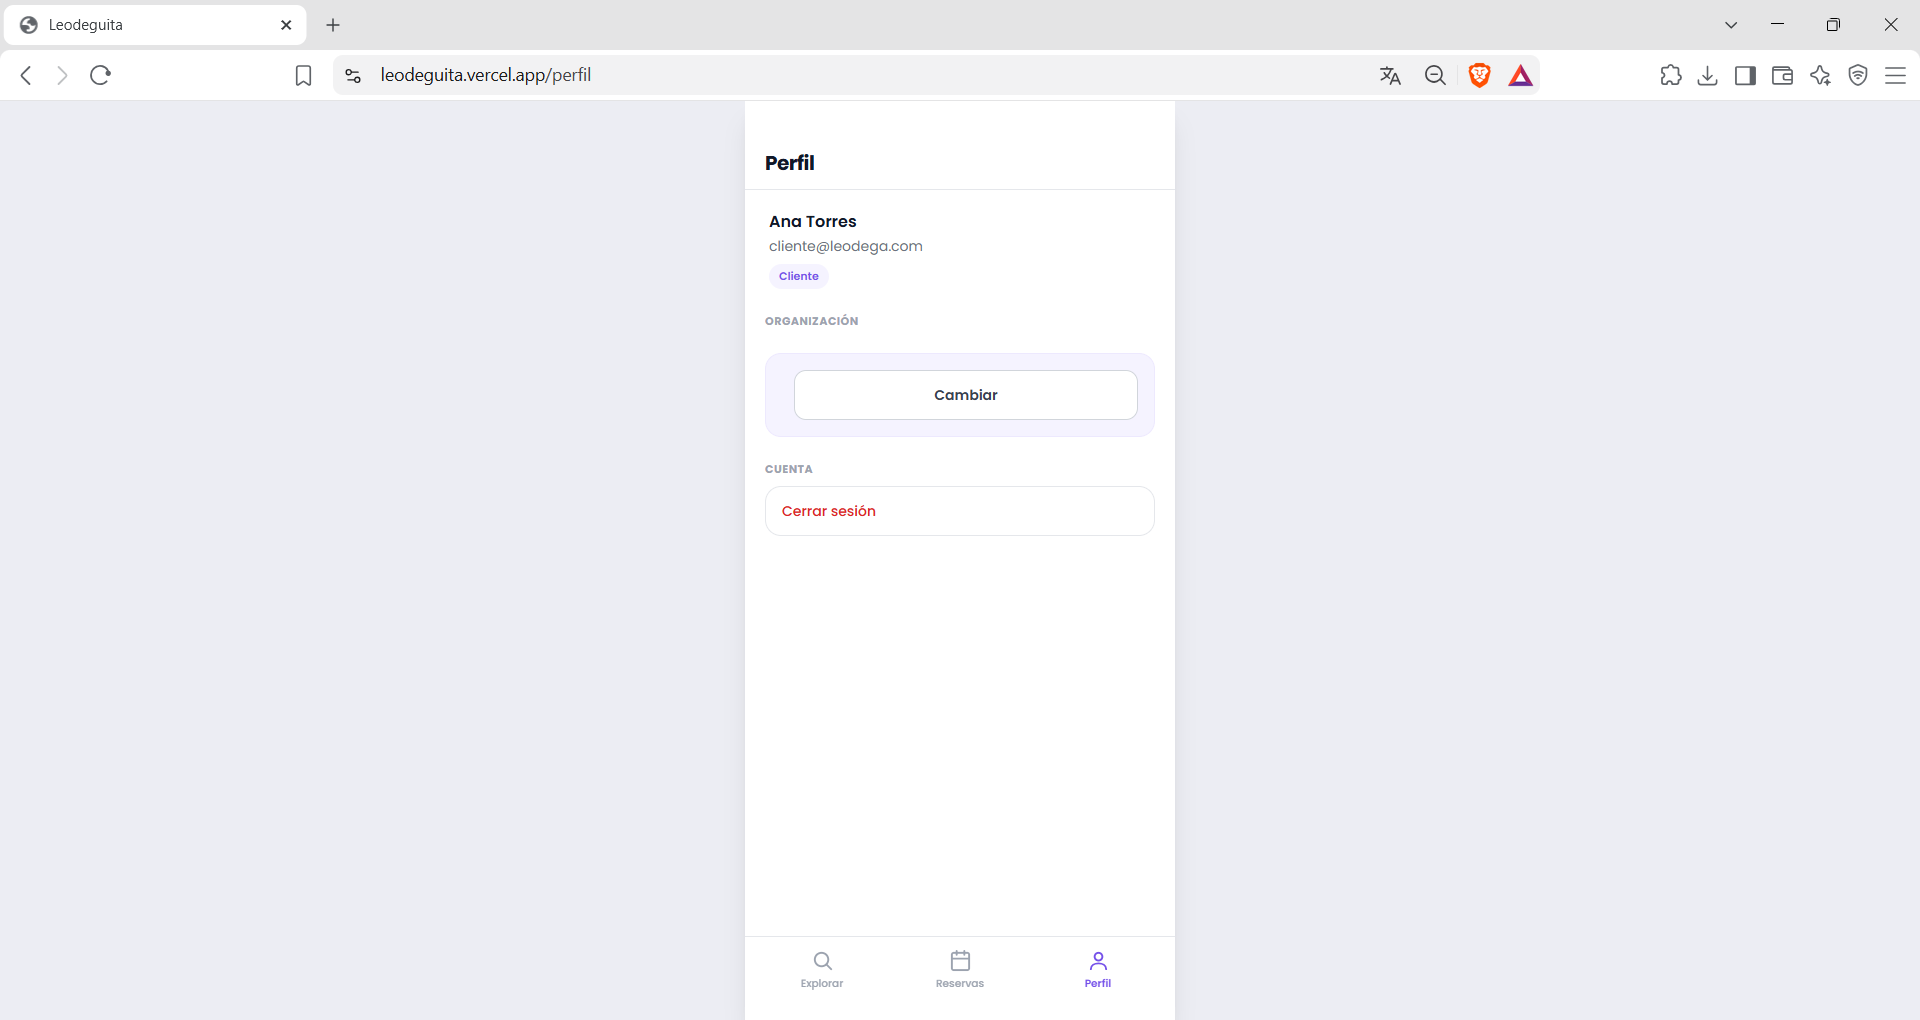 Leodeguita
leodeguita.vercel.app/perfil
Perfil
Ana Torres
cliente@leodega.com
Cliente
ORGANIZACIÓN
Cambiar
CUENTA
Cerrar sesión
Explorar
Reservas
Perfil